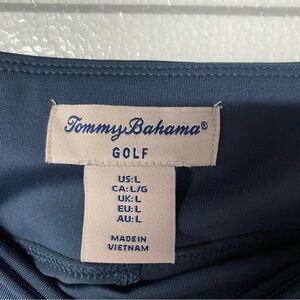 Tommy Bahama®
GOLF
US:L
CA:L/G
UK:L
EU:L
AU:L
MADE IN
VIETNAM